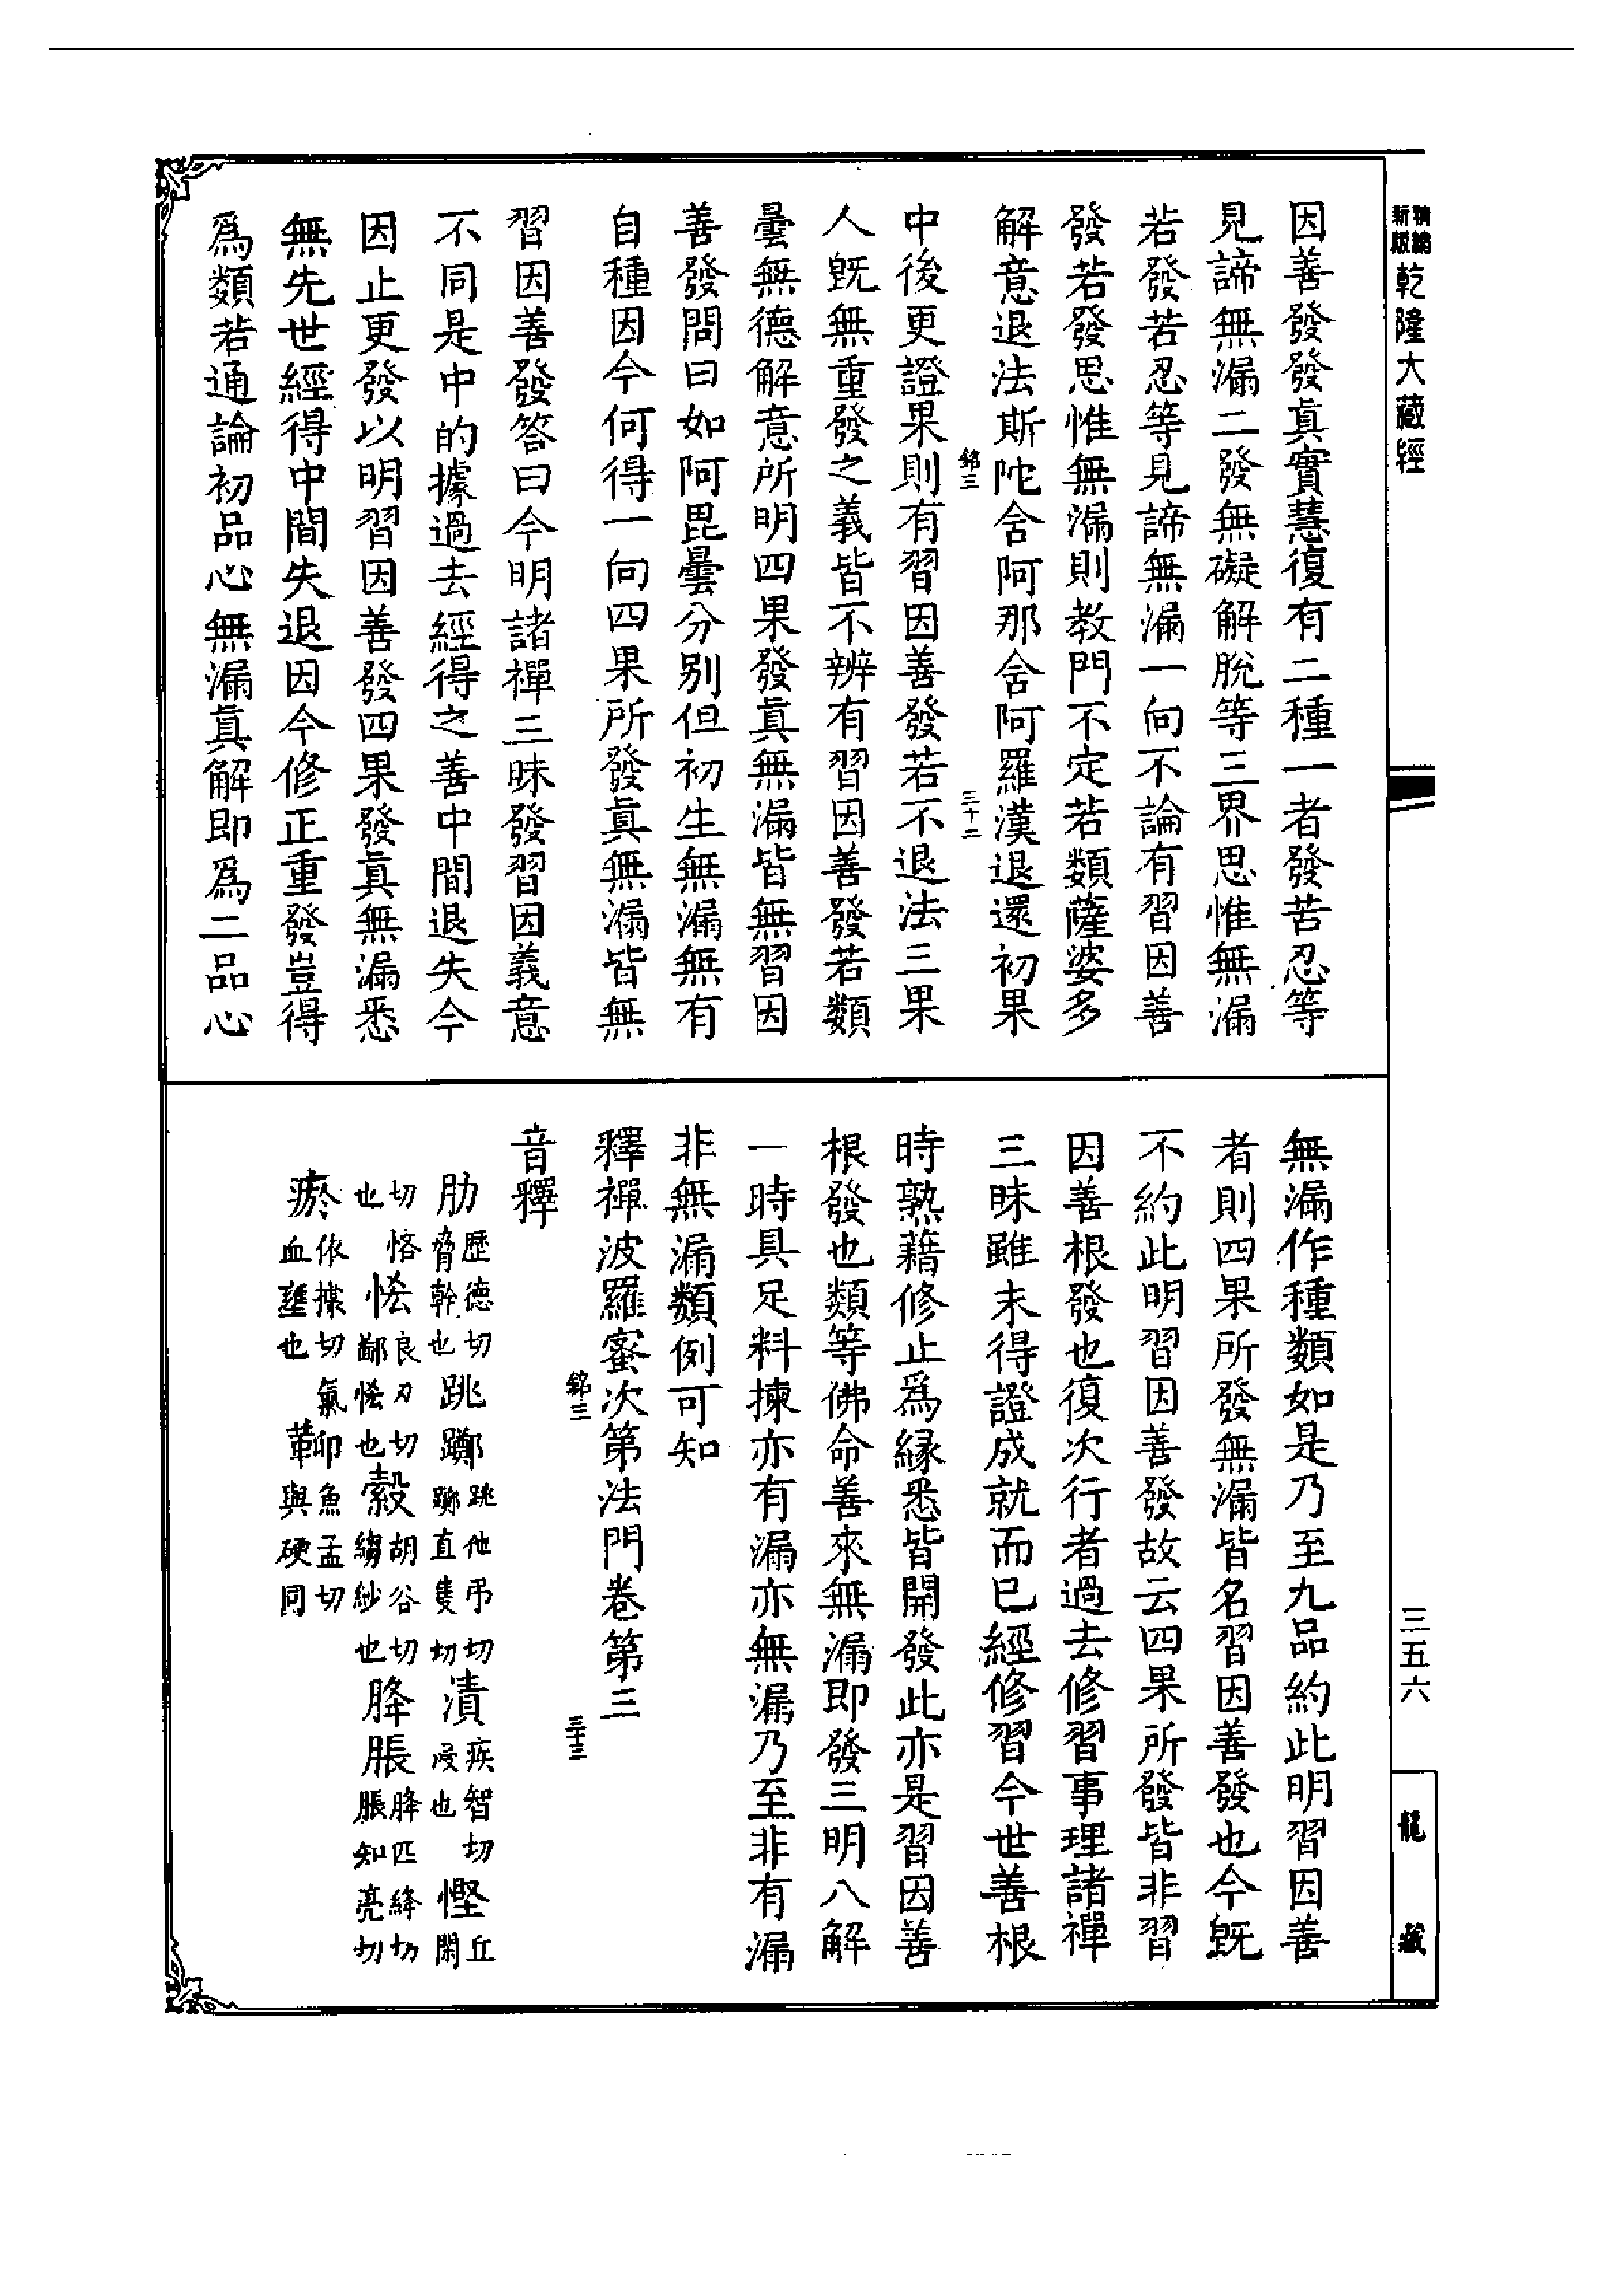 精編
新版
乾隆大藏經
三五六
龍藏
因善發發真實慧復有二種一者發苦忍等
見諦無漏二發無礙解脫等三界思惟無漏
若發若忍等見諦無漏一向不論有習因善
發若發思惟無漏則教門不定若類薩婆多
解意退法斯陀舍阿那舍阿羅漢退還初果
銘三
三十二
中後更證果則有習因善發若不退法三果
人旣無重發之義皆不辨有習因善發若類
曇無德解意所明四果發真無漏皆無習因
善發問曰如阿毘曇分別但初生無漏無有
自種因今何得一向四果所發真無漏皆無
習因善發答曰今明諸禪三昧發習因義意
不同是中的據過去經得之善中間退失今
因止更發以明習因善發四果發真無漏悉
無先世經得中間失退因今修正重發豈得
爲類若通論初品心無漏真解即爲二品心
無漏作種類如是乃至九品約此明習因善
者則四果所發無漏皆名習因善發也今旣
不約此明習因善發故云四果所發皆非習
因善根發也復次行者過去修習事理諸禪
三昧雖未得證成就而已經修習今世善根
時熟藉修止爲緣悉皆開發此亦是習因善
根發也類等佛命善來無漏即發三明八解
一時具足料揀亦有漏亦無漏乃至非有漏
非無漏類例可知
釋禪波羅蜜次第法門卷第三
銘三
三十三
音釋
肋歷德切脅幹也 跳躑跳他弔切躑直隻切 漬疾智切浸也 慳丘閑
切恪也 恡良刃切鄙恡也 縠胡谷切縐紗也 胮脹胮匹絳切脹知亮切
瘀依據切血壅也 䩕魚孟切與硬同